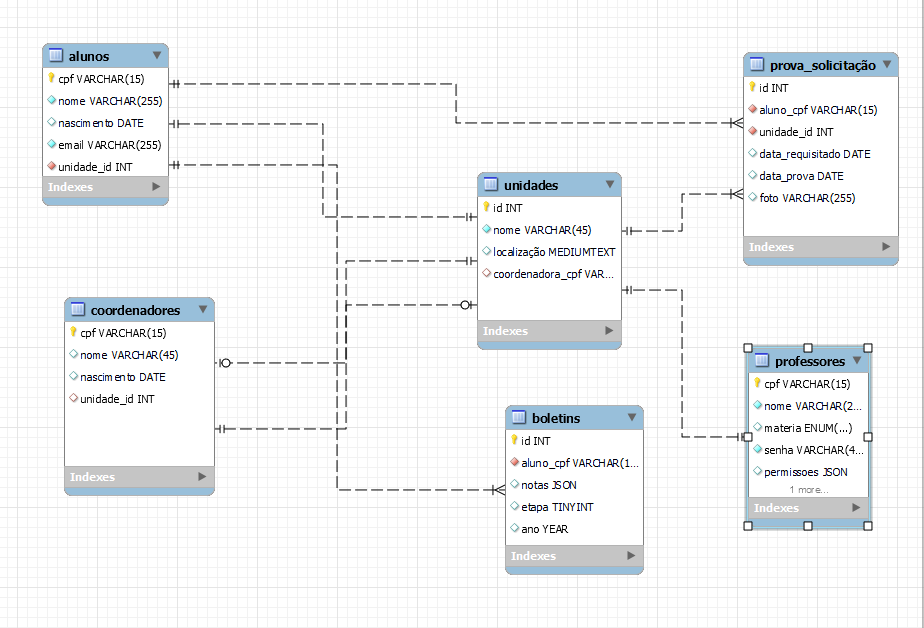 alunos
cpf VARCHAR(15)
nome VARCHAR(255)
nascimento DATE
email VARCHAR(255)
unidade_id INT
Indexes
prova_solicitação
id INT
aluno_cpf VARCHAR(15)
unidade_id INT
data_requisitado DATE
data_prova DATE
foto VARCHAR(255)
Indexes
unidades
id INT
nome VARCHAR(45)
localização MEDIUMTEXT
coordenadora_cpf VAR...
Indexes
coordenadores
cpf VARCHAR(15)
nome VARCHAR(45)
nascimento DATE
unidade_id INT
Indexes
boletins
id INT
aluno_cpf VARCHAR(1...
notas JSON
etapa TINYINT
ano YEAR
Indexes
professores
cpf VARCHAR(15)
nome VARCHAR(2...
materia ENUM(...)
senha VARCHAR(4...
permissoes JSON
1 more...
Indexes